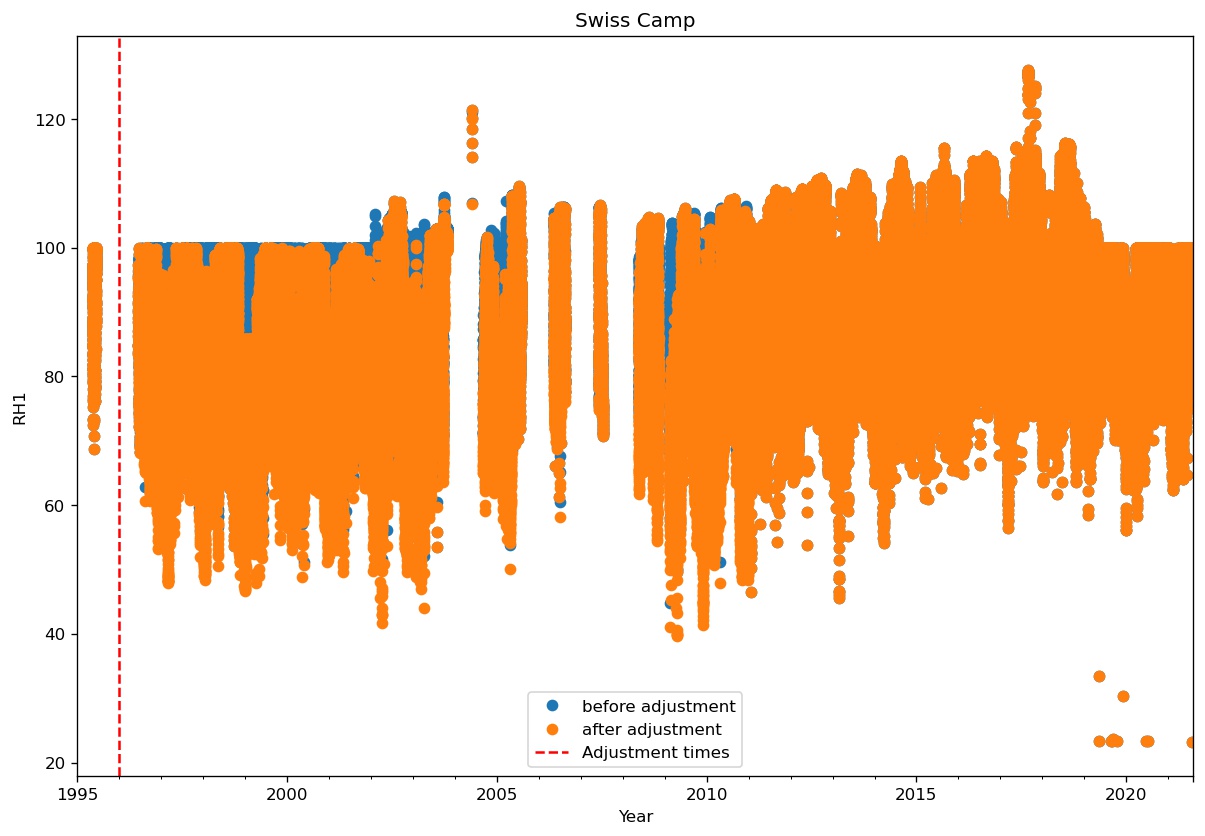 Swiss Camp
120
100
80
60
40
20
RH1
before adjustment
after adjustment
Adjustment times
1995 2000 2005 2010 2015 2020
Year